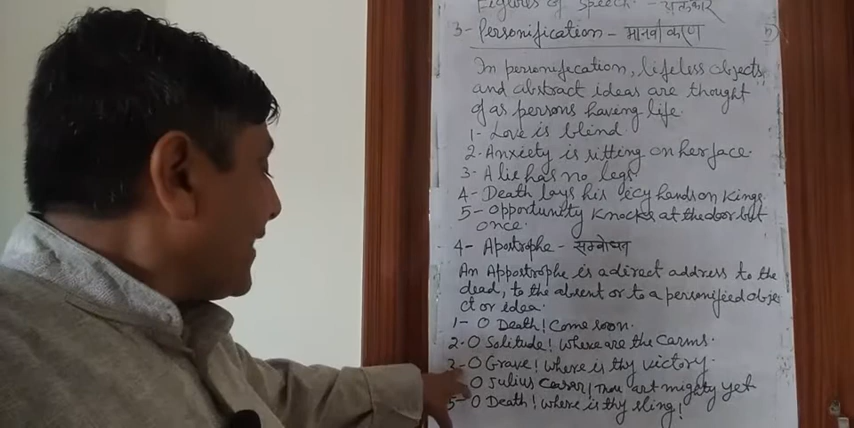 Figures of Speech - अलंकार
3- Personification - मानवीकरण
In personification, lifeless objects,
and abstract ideas are thought
of as persons having life.
1- Love is blind
2. Anxiety is sitting on her face.
3- A lie has no legs
4- Death lays his icy hands on kings.
5- Opportunity knocks at the door but
once.
4- Apostrophe - सम्बोधन
An Appostrophe is a direct address to the
dead, to the absent or to a personified obje
ct or idea.
1- O Death! Come soon.
2. O Solitude! where are the carms.
3- O Grave! where is thy victory.
O Julius Ceser! Thou art mighty yet
5- O Death! where is thy sling!